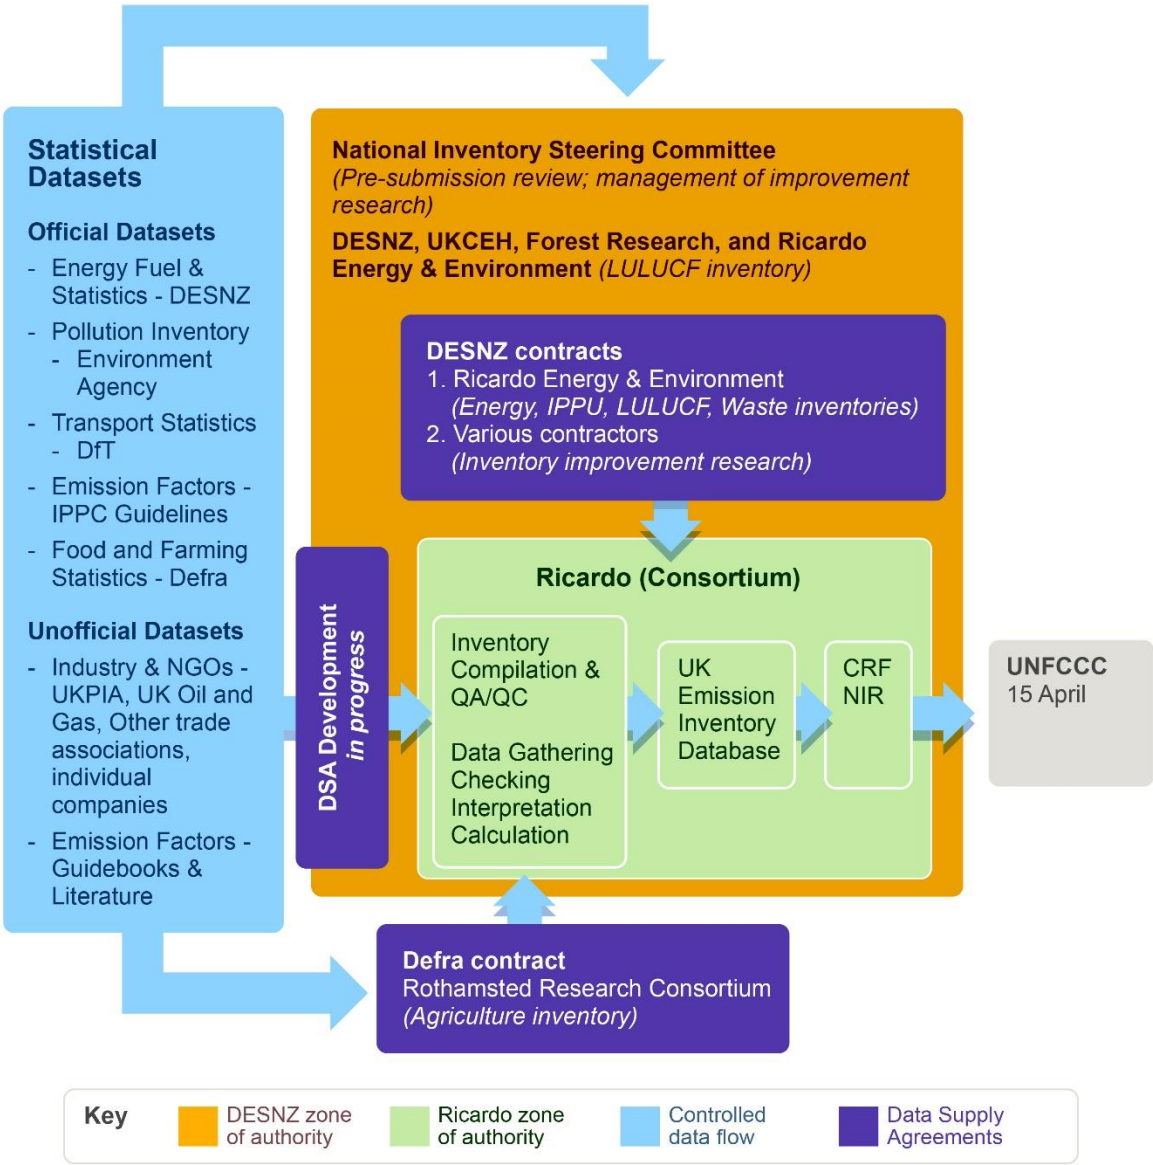 Statistical
Datasets
Official Datasets
- Energy Fuel &
Statistics - DESNZ
- Pollution Inventory
- Environment
Agency
- Transport Statistics
- DfT
- Emission Factors -
IPPC Guidelines
- Food and Farming
Statistics - Defra
Unofficial Datasets
- Industry & NGOs -
UKPIA, UK Oil and
Gas, Other trade
associations,
individual
companies
- Emission Factors -
Guidebooks &
Literature
National Inventory Steering Committee
(Pre-submission review; management of improvement
research)
DESNZ, UKCEH, Forest Research, and Ricardo
Energy & Environment (LULUCF inventory)
DESNZ contracts
1. Ricardo Energy & Environment
(Energy, IPPU, LULUCF, Waste inventories)
2. Various contractors
(Inventory improvement research)
DSA Development
in progress
Ricardo (Consortium)
Inventory
Compilation &
QA/QC
Data Gathering
Checking
Interpretation
Calculation
UK
Emission
Inventory
Database
CRF
NIR
UNFCCC
15 April
Defra contract
Rothamsted Research Consortium
(Agriculture inventory)
Key
DESNZ zone
of authority
Ricardo zone
of authority
Controlled
data flow
Data Supply
Agreements